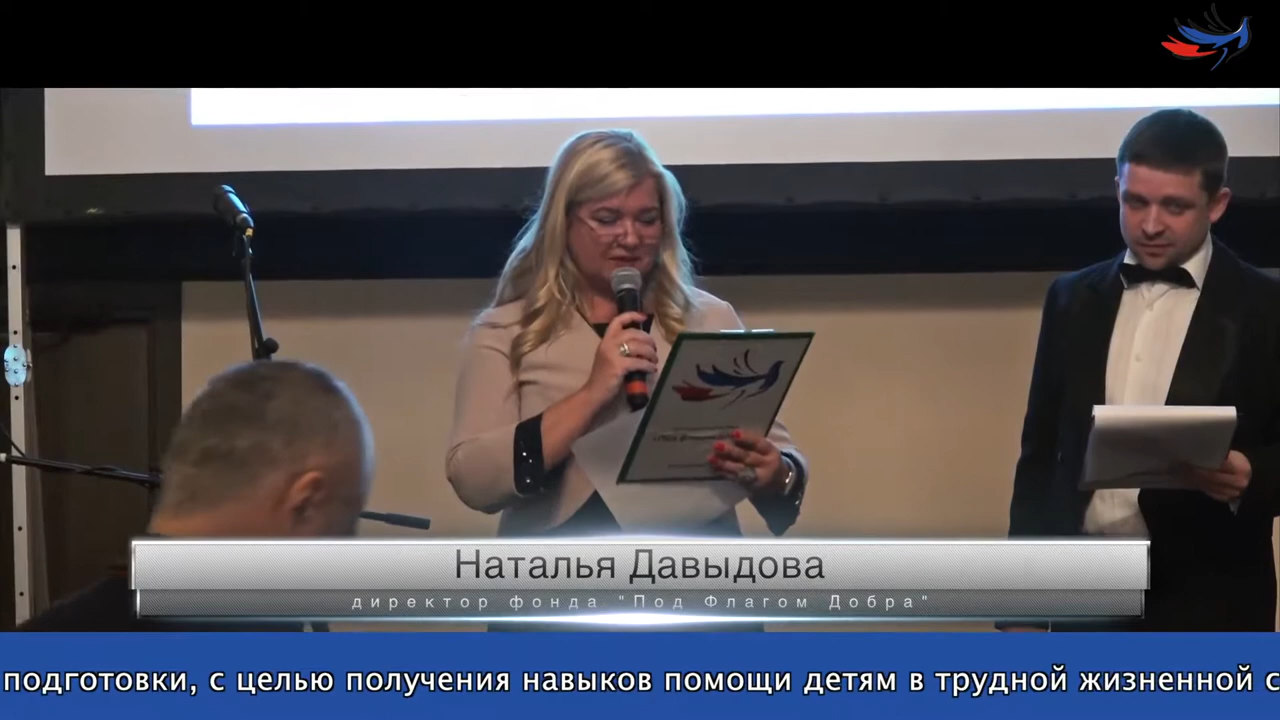 Наталья Давыдова
директор фонда "Под Флагом Добра"
подготовки, с целью получения навыков помощи детям в трудной жизненной с